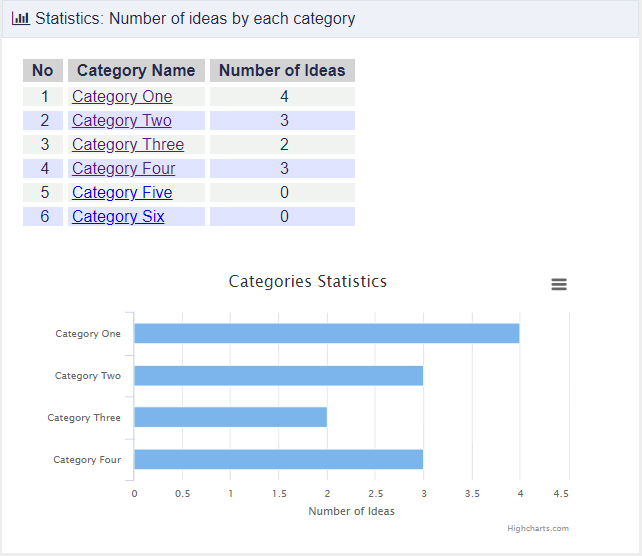 Statistics: Number of ideas by each category
No Category Name Number of Ideas
1 Category One 4
2 Category Two 3
3 Category Three 2
4 Category Four 3
5 Category Five 0
6 Category Six 0
Categories Statistics
Category One
Category Two
Category Three
Category Four
0 0.5 1 1.5 2 2.5 3 3.5 4 4.5
Number of Ideas
Highcharts.com